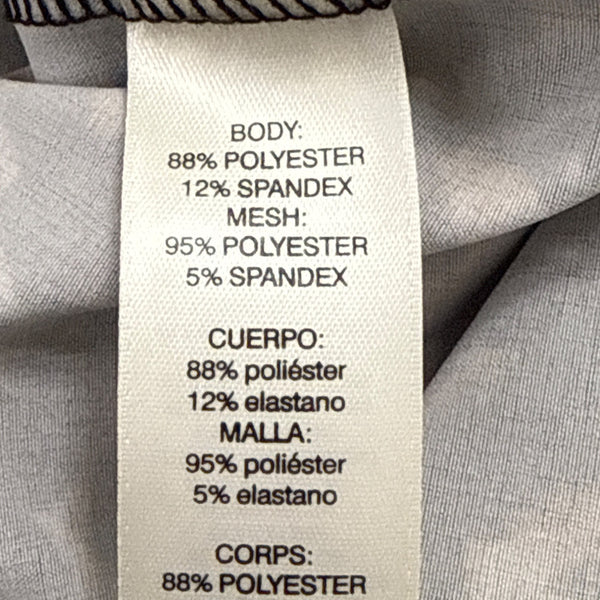 BODY:
88% POLYESTER
12% SPANDEX
MESH:
95% POLYESTER
5% SPANDEX
CUERPO:
88% poliéster
12% elastano
MALLA:
95% poliéster
5% elastano
CORPS:
88% POLYESTER